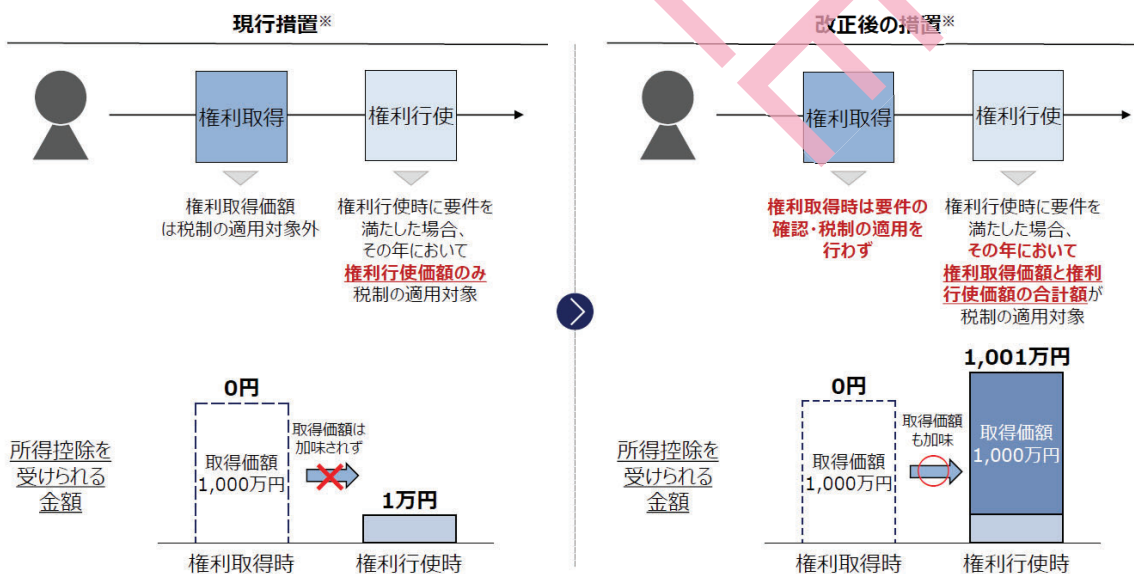 現行措置※
権利取得
権利行使
権利取得価額
は税制の適用対象外
権利行使時に要件を
満たした場合、
その年において
権利行使価額のみ
税制の適用対象
所得控除を
受けられる
金額
0円
取得価額
1,000万円
取得価額は
加味されず
1万円
権利取得時
権利行使時
改正後の措置※
権利取得
権利行使
権利取得時は要件の
確認・税制の適用を
行わず
権利行使時に要件を
満たした場合、
その年において
権利取得価額と権利
行使価額の合計額が
税制の適用対象
所得控除を
受けられる
金額
0円
取得価額
1,000万円
取得価額
も加味
1,001万円
取得価額
1,000万円
権利取得時
権利行使時